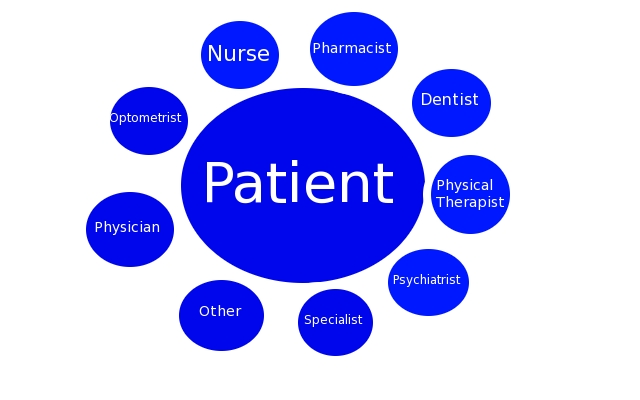 Nurse
Pharmacist
Dentist
Optometrist
Patient
Physical
Therapist
Physician
Psychiatrist
Other
Specialist